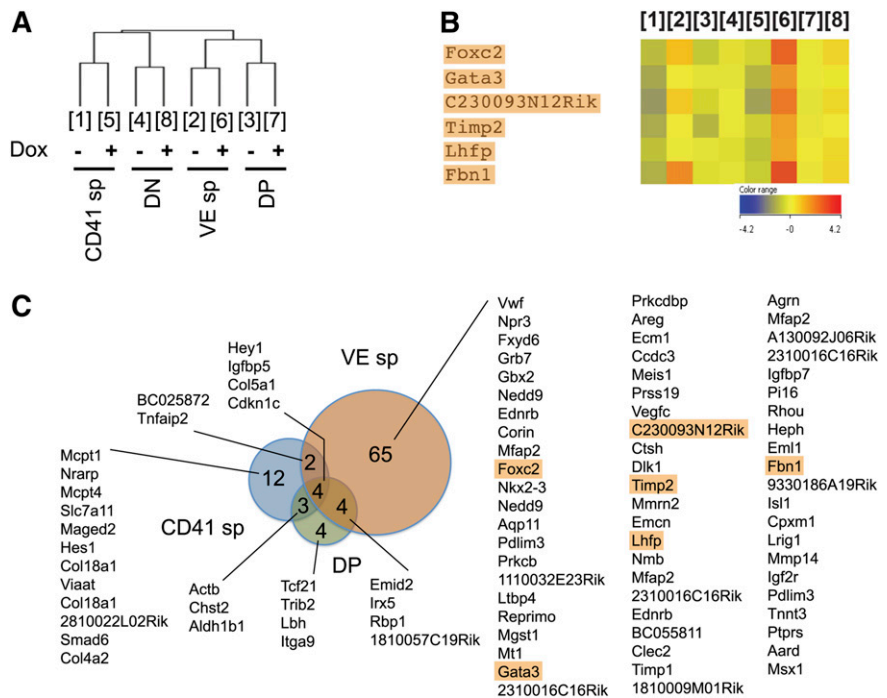 A
[1] [5] [4] [8] [2] [6] [3] [7]
Dox - + - + - + - +
CD41 sp
DN
VE sp
DP
B
[1][2][3][4][5][6][7][8]
Foxc2
Gata3
C230093N12Rik
Timp2
Lhfp
Fbn1
Color range
-4.2 -0 4.2
C
VE sp
CD41 sp
DP
65
12
2
4
3
4
4
Hey1
Igfbp5
Col5a1
Cdkn1c
BC025872
Tnfaip2
Mcpt1
Nrarp
Mcpt4
Slc7a11
Maged2
Hes1
Col18a1
Viaat
Col18a1
2810022L02Rik
Smad6
Col4a2
Actb
Chst2
Aldh1b1
Tcf21
Trib2
Lbh
Itga9
Emid2
Irx5
Rbp1
1810057C19Rik
Vwf
Npr3
Fxyd6
Grb7
Gbx2
Nedd9
Ednrb
Corin
Mfap2
Foxc2
Nkx2-3
Nedd9
Aqp11
Pdlim3
Prkcb
1110032E23Rik
Ltbp4
Reprimo
Mgst1
Mt1
Gata3
2310016C16Rik
Prkcdbp
Areg
Ecm1
Ccdc3
Meis1
Prss19
Vegfc
C230093N12Rik
Ctsh
Dlk1
Timp2
Mmrn2
Emcn
Lhfp
Nmb
Mfap2
2310016C16Rik
Ednrb
BC055811
Clec2
Timp1
1810009M01Rik
Agrn
Mfap2
A130092J06Rik
2310016C16Rik
Igfbp7
Pi16
Rhou
Heph
Eml1
Fbn1
9330186A19Rik
Isl1
Cpxm1
Lrig1
Mmp14
Igf2r
Pdlim3
Tnnt3
Ptprs
Aard
Msx1